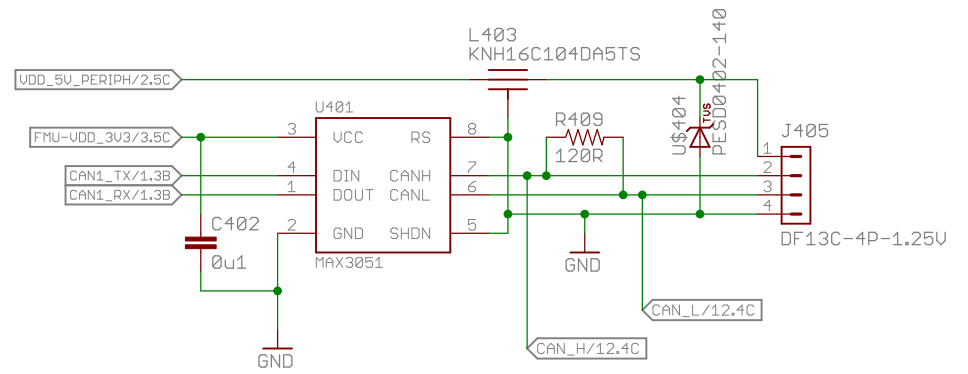 L403
KNH16C104DA5TS
VDD_5V_PERIPH/2.5C
U401
FMU-VDD_3V3/3.5C
3
VCC
RS
8
R409
120R
U$404
TVS
PESD0402-140
J405
1
CAN1_TX/1.3B
4
DIN
CANH
7
2
CAN1_RX/1.3B
1
DOUT
CANL
6
3
C402
0u1
2
GND
SHDN
5
4
DF13C-4P-1.25V
MAX3051
GND
CAN_L/12.4C
CAN_H/12.4C
GND